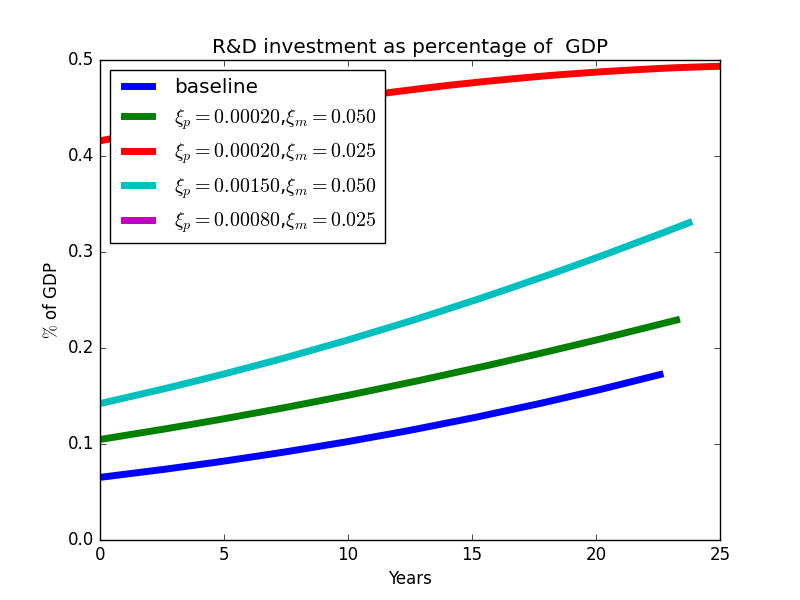 R&D investment as percentage of  GDP
baseline
ξₚ = 0.00020,ξₘ = 0.050
ξₚ = 0.00020,ξₘ = 0.025
ξₚ = 0.00150,ξₘ = 0.050
ξₚ = 0.00080,ξₘ = 0.025
% of GDP
0.5
0.4
0.3
0.2
0.1
0.0
0 5 10 15 20 25
Years